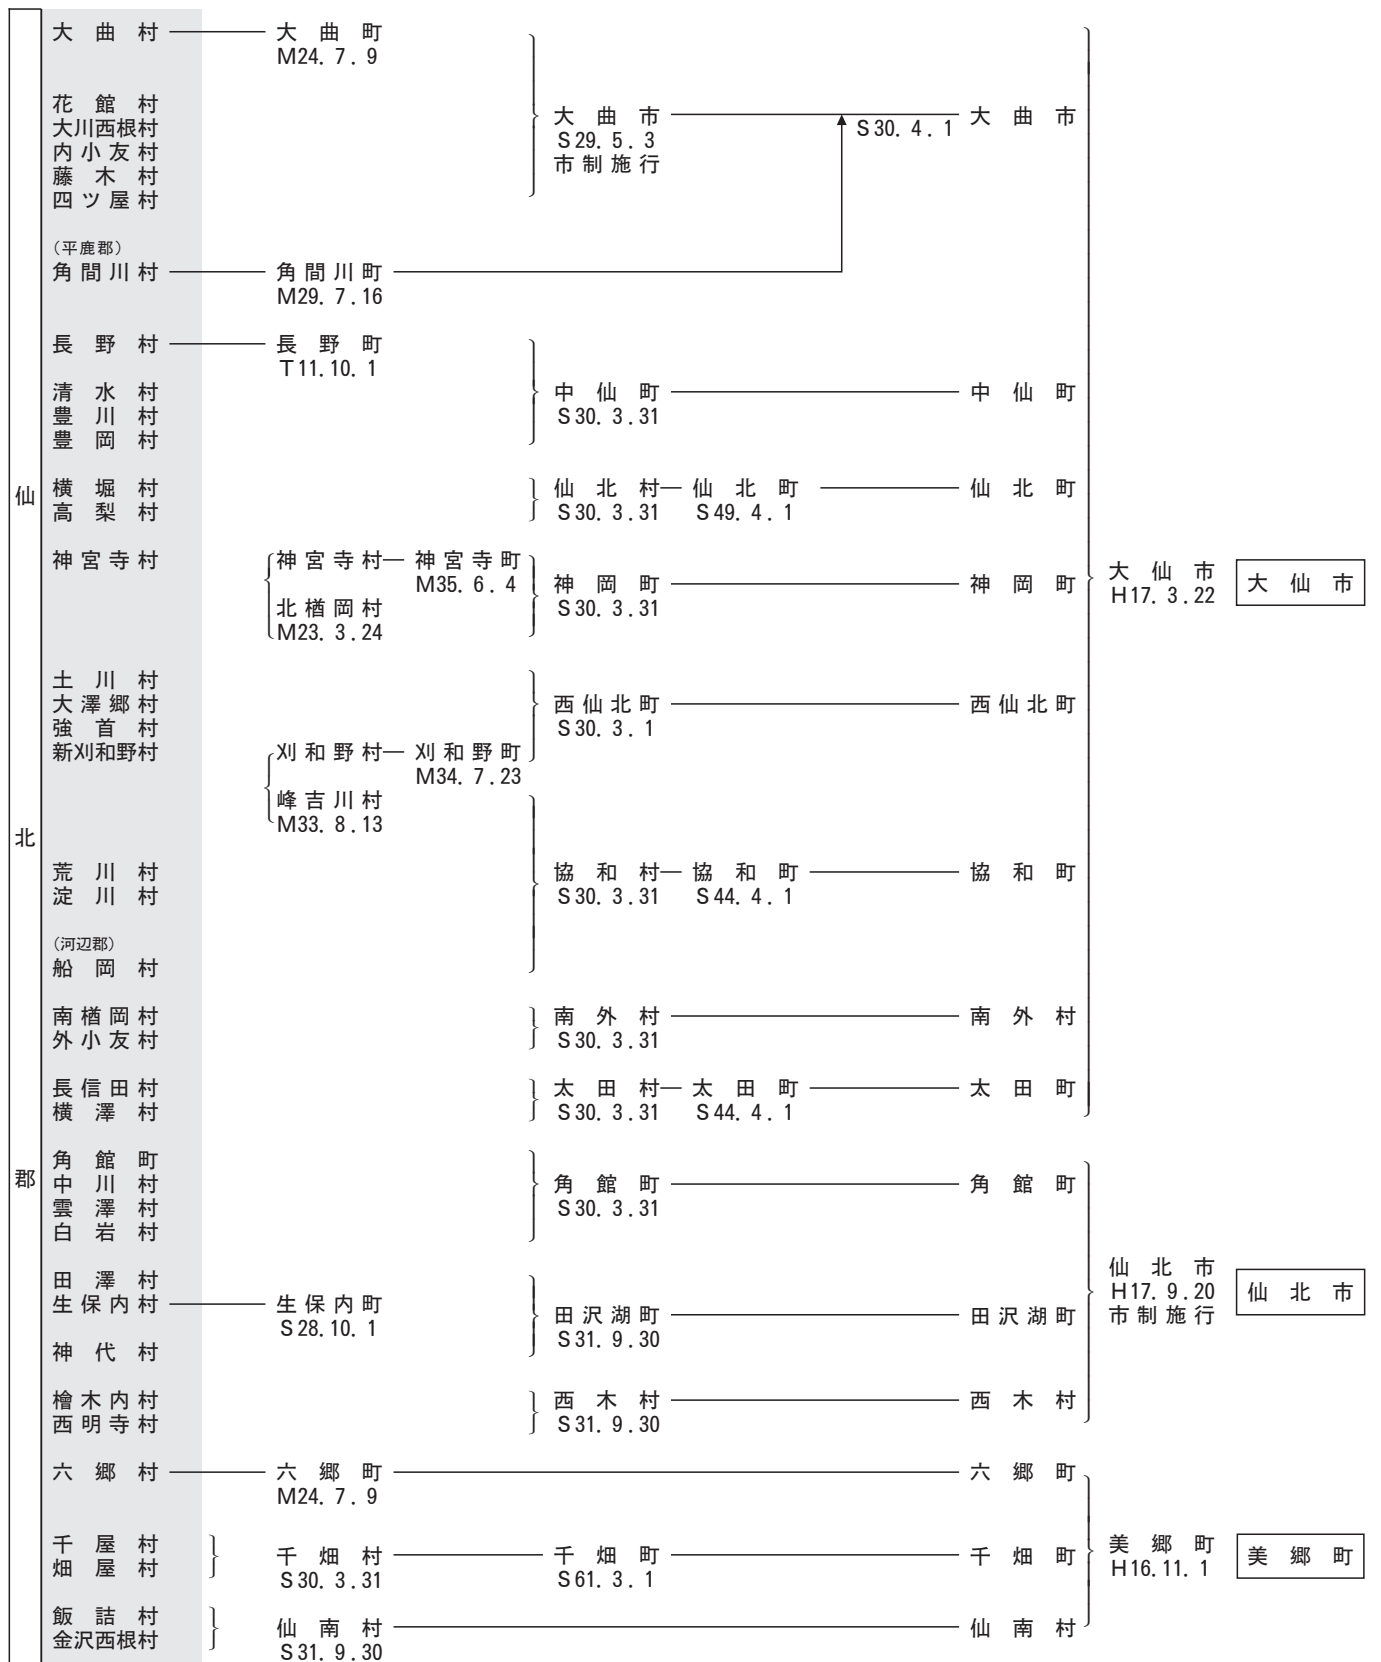 仙北郡
大曲村 大曲町
M24.7.9
花館村
大川西根村 大曲市 S30.4.1 大曲市
内小友村 S29.5.3
藤木村 市制施行
四ツ屋村
(平鹿郡)
角間川村 角間川町
M29.7.16
長野村 長野町
T11.10.1
清水村 中仙町 中仙町
豊川村 S30.3.31
豊岡村
横堀村 仙北村 仙北町 仙北町
高梨村 S30.3.31 S49.4.1
神宮寺村 神宮寺村 神宮寺町
M35.6.4 神岡町 神岡町 大仙市 大仙市
北楢岡村 S30.3.31 H17.3.22
M23.3.24
土川村
大澤郷村 西仙北町 西仙北町
強首村 S30.3.1
新刈和野村 刈和野村 刈和野町
M34.7.23
峰吉川村
M33.8.13
荒川村 協和村 協和町 協和町
淀川村 S30.3.31 S44.4.1
(河辺郡)
船岡村
南楢岡村 南外村 南外村
外小友村 S30.3.31
長信田村 太田村 太田町 太田町
横澤村 S30.3.31 S44.4.1
角館町
中川村 角館町 角館町
雲澤村 S30.3.31
白岩村
田澤村 仙北市 仙北市
生保内村 生保内町 田沢湖町 田沢湖町 H17.9.20
S28.10.1 S31.9.30 市制施行
神代村
檜木内村 西木村 西木村
西明寺村 S31.9.30
六郷村 六郷町 六郷町
M24.7.9
千屋村 千畑村 千畑町 千畑町 美郷町 美郷町
畑屋村 S30.3.31 S61.3.1 H16.11.1
飯詰村 仙南村 仙南村
金沢西根村 S31.9.30